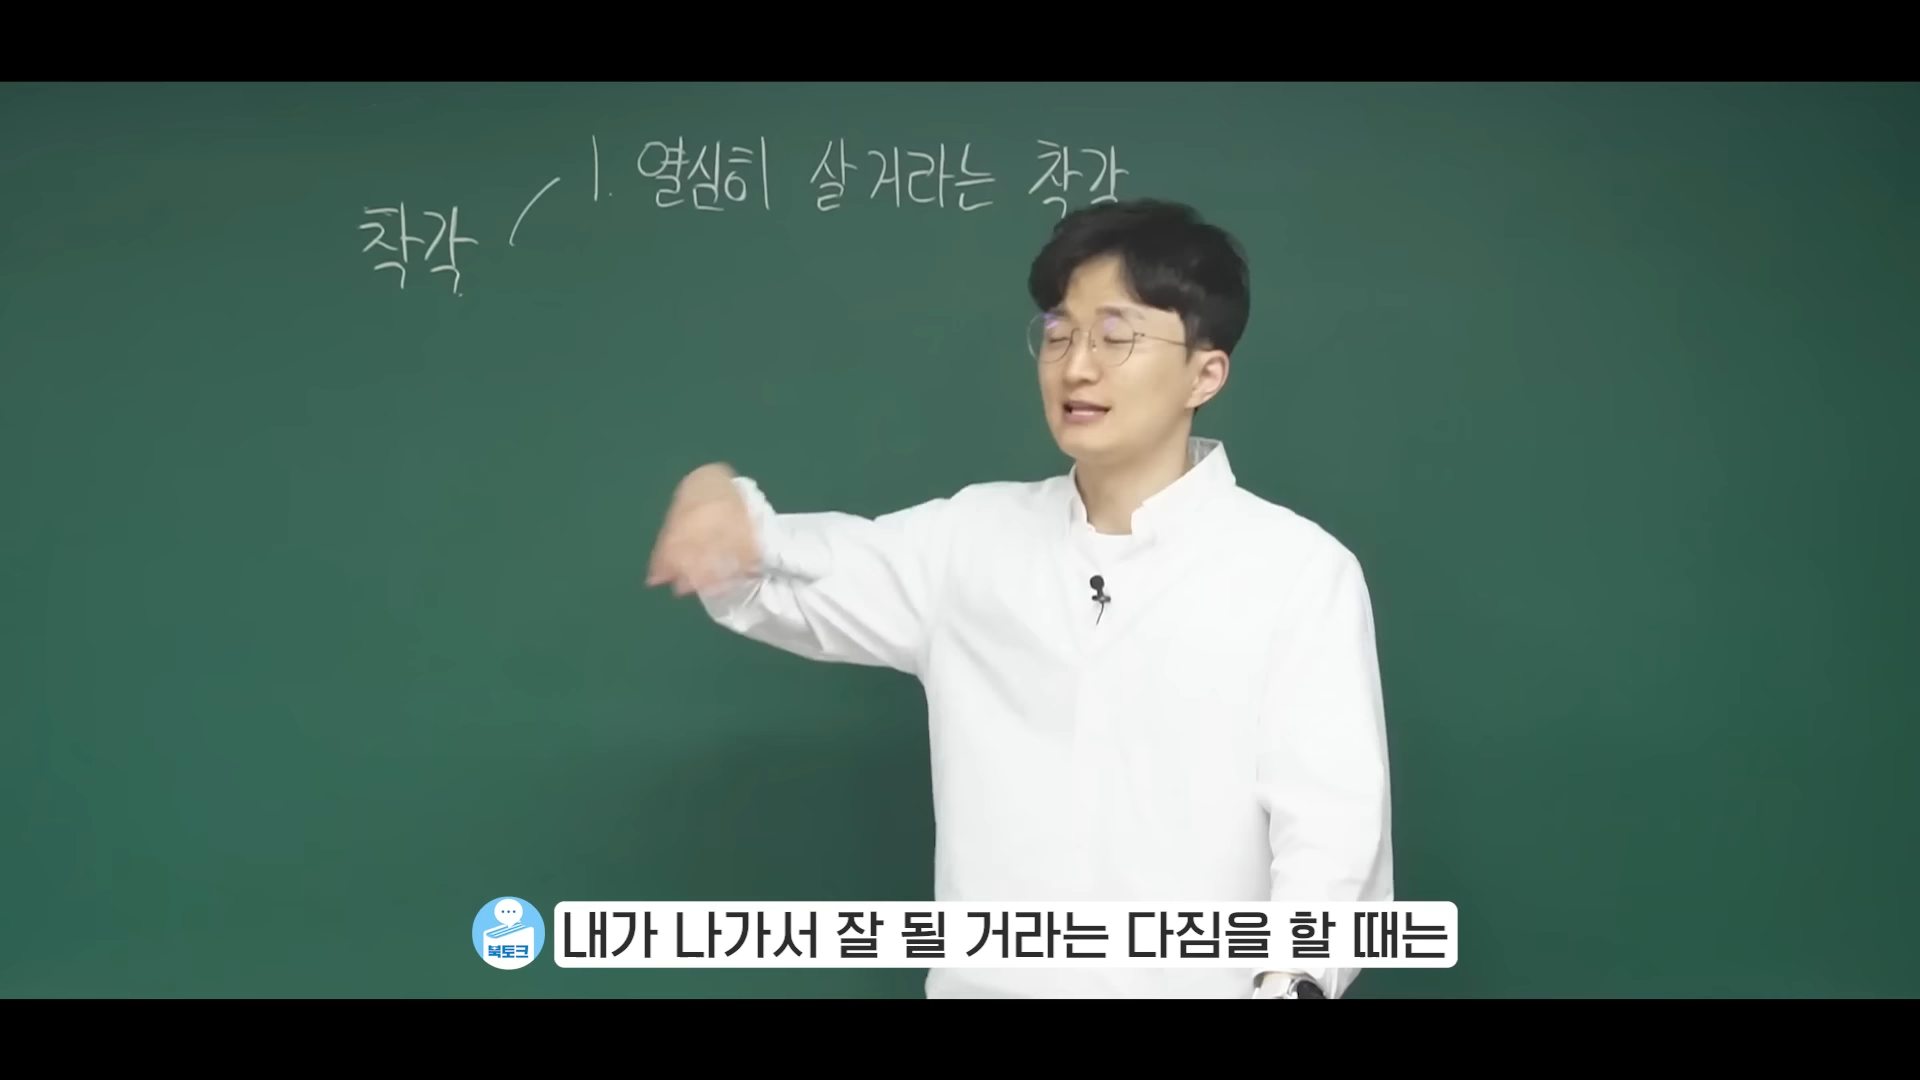 1. 열심히 살 거라는 착각
착각
북토크
내가 나가서 잘 될 거라는 다짐을 할 때는